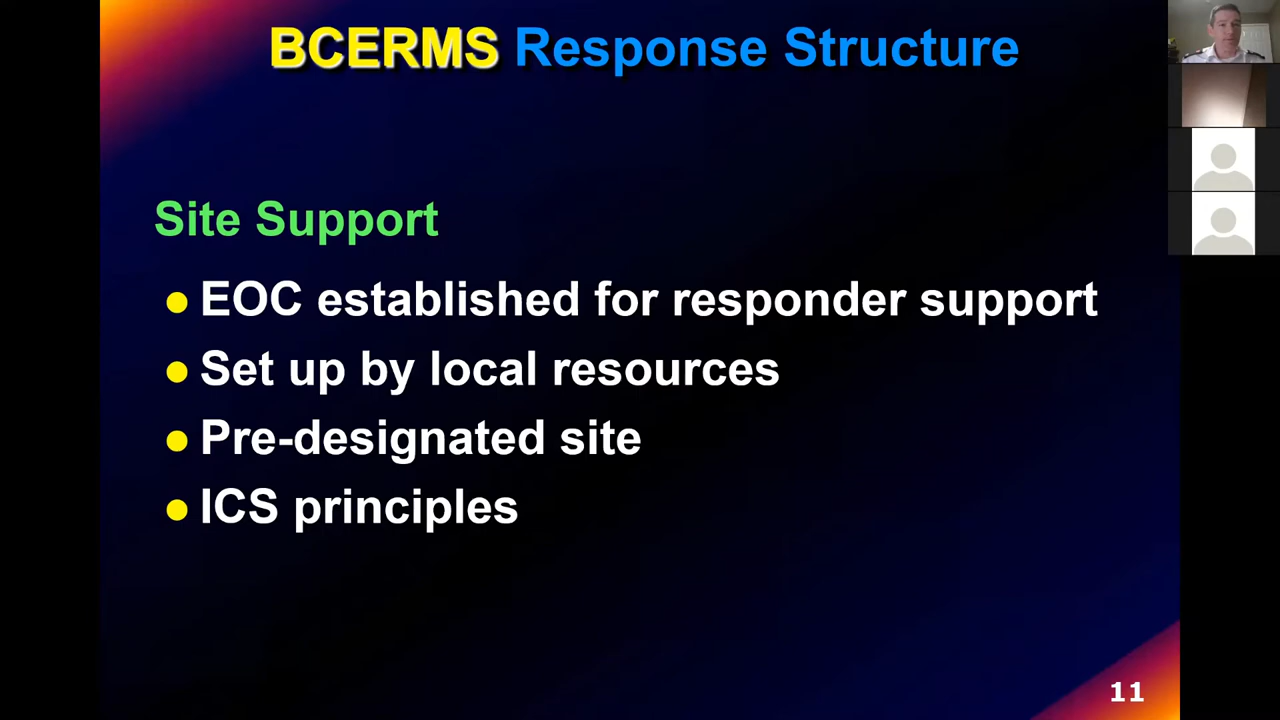 BCERMS Response Structure
Site Support
EOC established for responder support
Set up by local resources
Pre-designated site
ICS principles
11